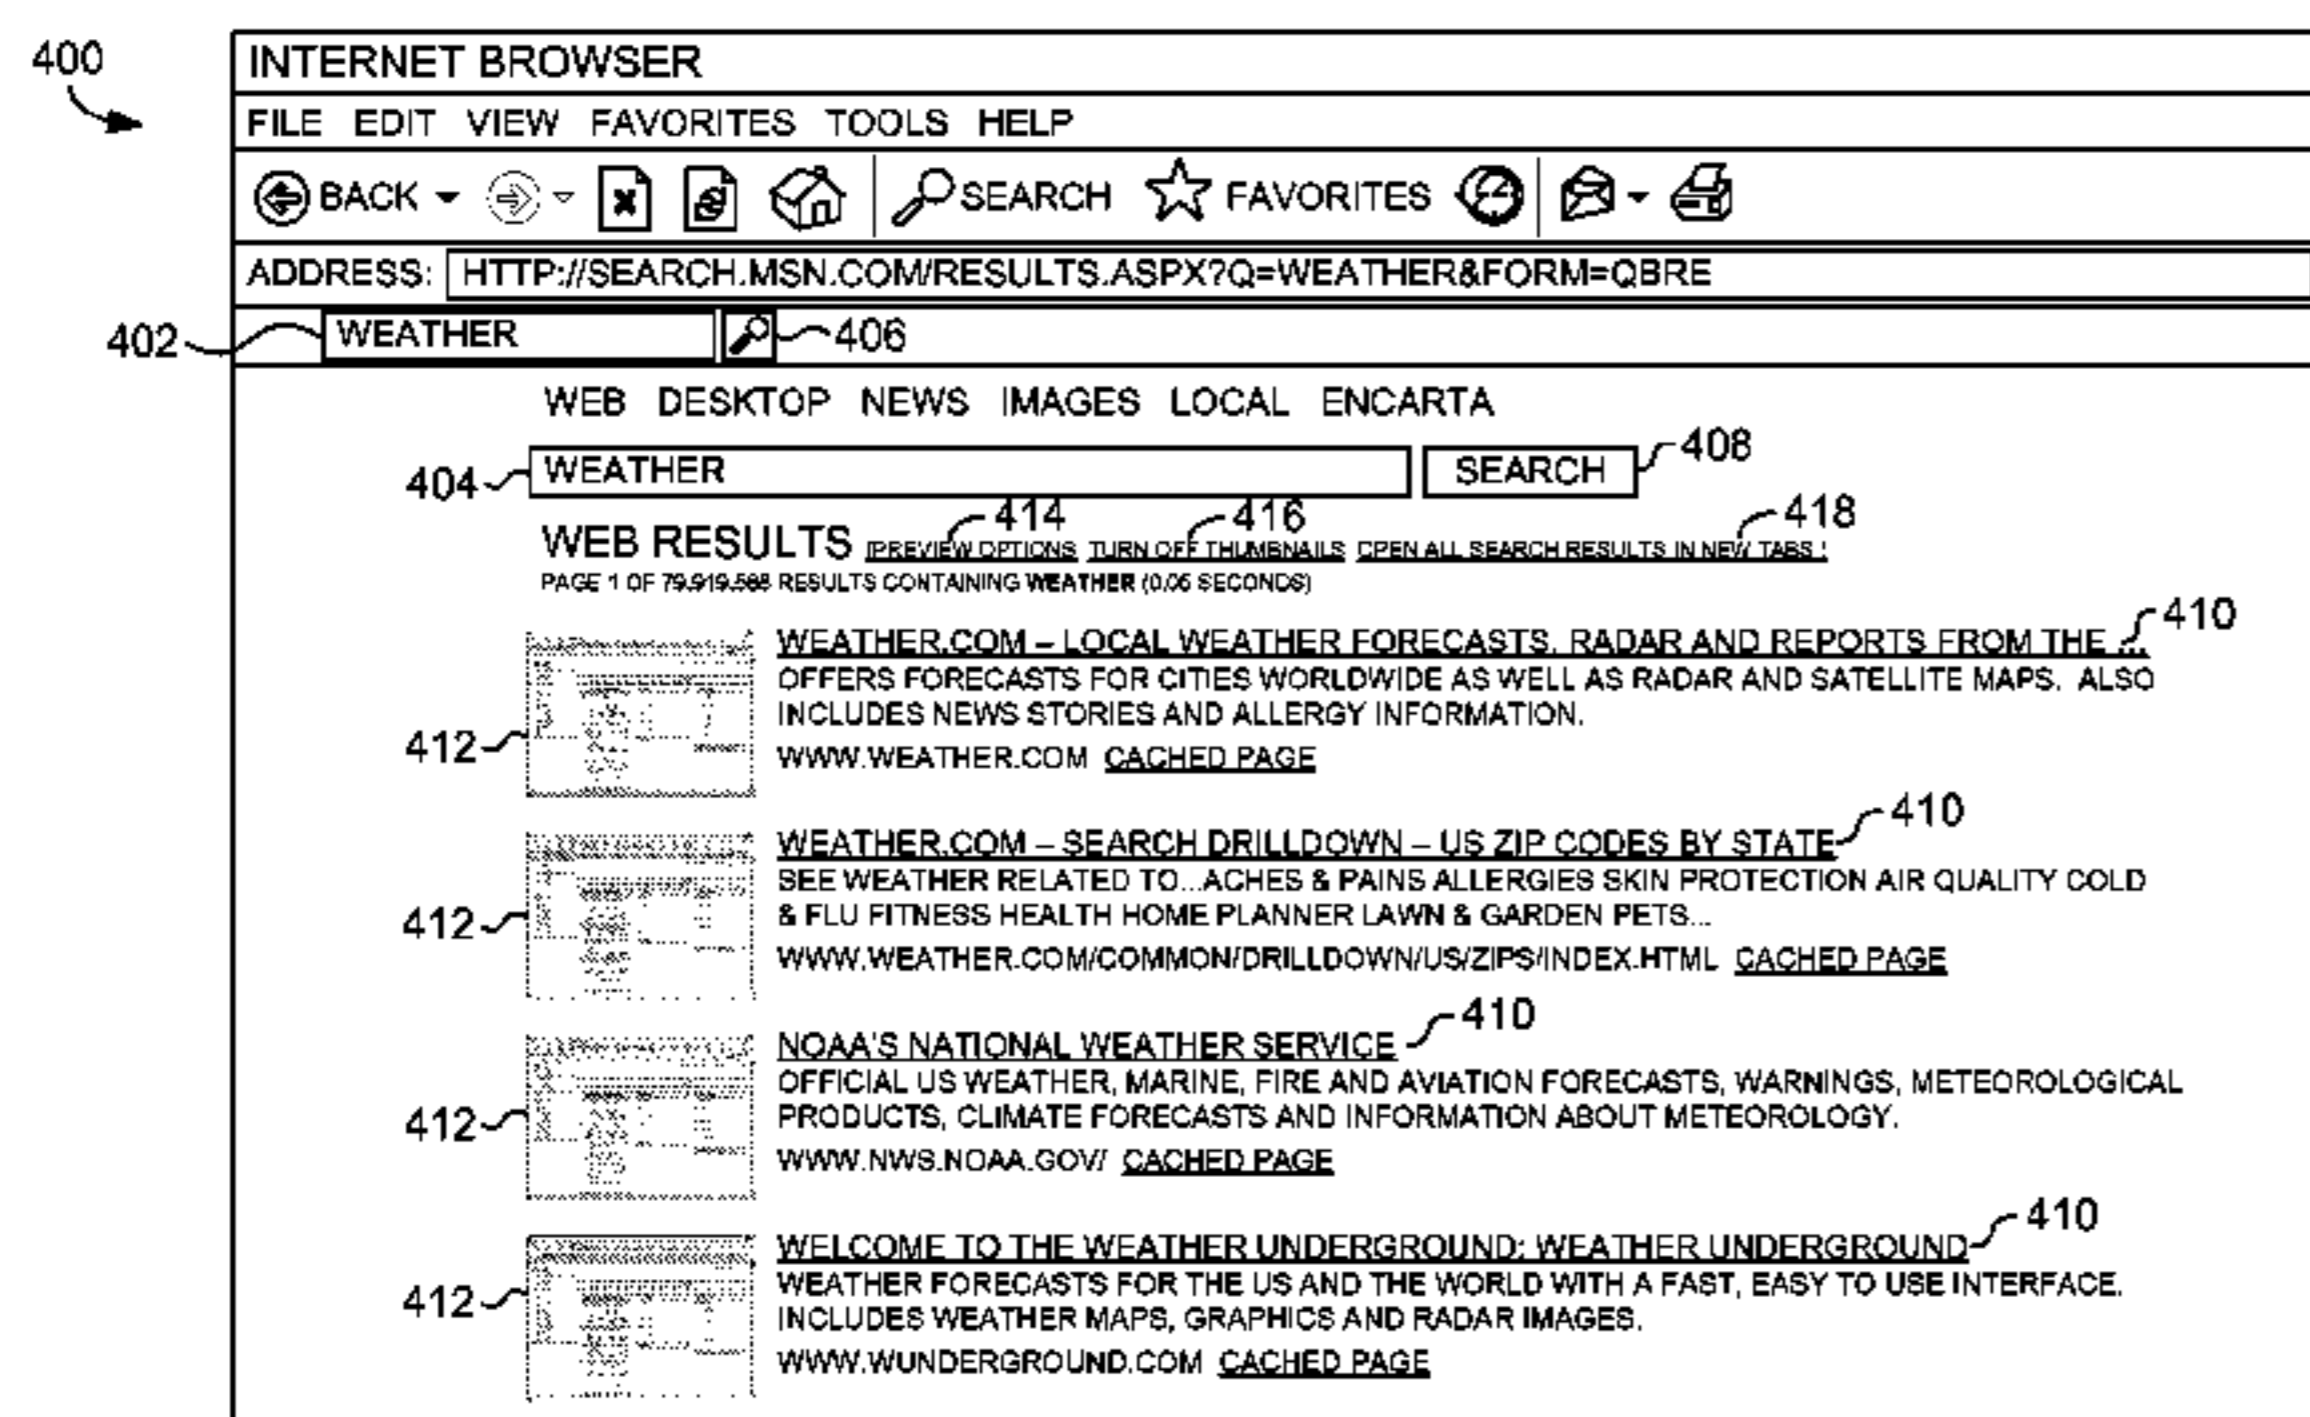 400
INTERNET BROWSER
FILE EDIT VIEW FAVORITES TOOLS HELP
BACK SEARCH FAVORITES
ADDRESS: HTTP://SEARCH.MSN.COM/RESULTS.ASPX?Q=WEATHER&FORM=QBRE
402 WEATHER 406
WEB DESKTOP NEWS IMAGES LOCAL ENCARTA
404 WEATHER SEARCH 408
414 416 418
WEB RESULTS [PREVIEW OPTIONS TURN OFF THUMBNAILS OPEN ALL SEARCH RESULTS IN NEW TABS]
PAGE 1 OF 79,919,568 RESULTS CONTAINING WEATHER (0.05 SECONDS)
WEATHER.COM – LOCAL WEATHER FORECASTS, RADAR AND REPORTS FROM THE ... 410
OFFERS FORECASTS FOR CITIES WORLDWIDE AS WELL AS RADAR AND SATELLITE MAPS. ALSO
INCLUDES NEWS STORIES AND ALLERGY INFORMATION.
412 WWW.WEATHER.COM CACHED PAGE
WEATHER.COM – SEARCH DRILLDOWN – US ZIP CODES BY STATE 410
SEE WEATHER RELATED TO...ACHES & PAINS ALLERGIES SKIN PROTECTION AIR QUALITY COLD
412 & FLU FITNESS HEALTH HOME PLANNER LAWN & GARDEN PETS...
WWW.WEATHER.COM/COMMON/DRILLDOWN/US/ZIPS/INDEX.HTML CACHED PAGE
NOAA'S NATIONAL WEATHER SERVICE 410
OFFICIAL US WEATHER, MARINE, FIRE AND AVIATION FORECASTS, WARNINGS, METEOROLOGICAL
412 PRODUCTS, CLIMATE FORECASTS AND INFORMATION ABOUT METEOROLOGY.
WWW.NWS.NOAA.GOV/ CACHED PAGE
WELCOME TO THE WEATHER UNDERGROUND: WEATHER UNDERGROUND 410
WEATHER FORECASTS FOR THE US AND THE WORLD WITH A FAST, EASY TO USE INTERFACE.
412 INCLUDES WEATHER MAPS, GRAPHICS AND RADAR IMAGES.
WWW.WUNDERGROUND.COM CACHED PAGE